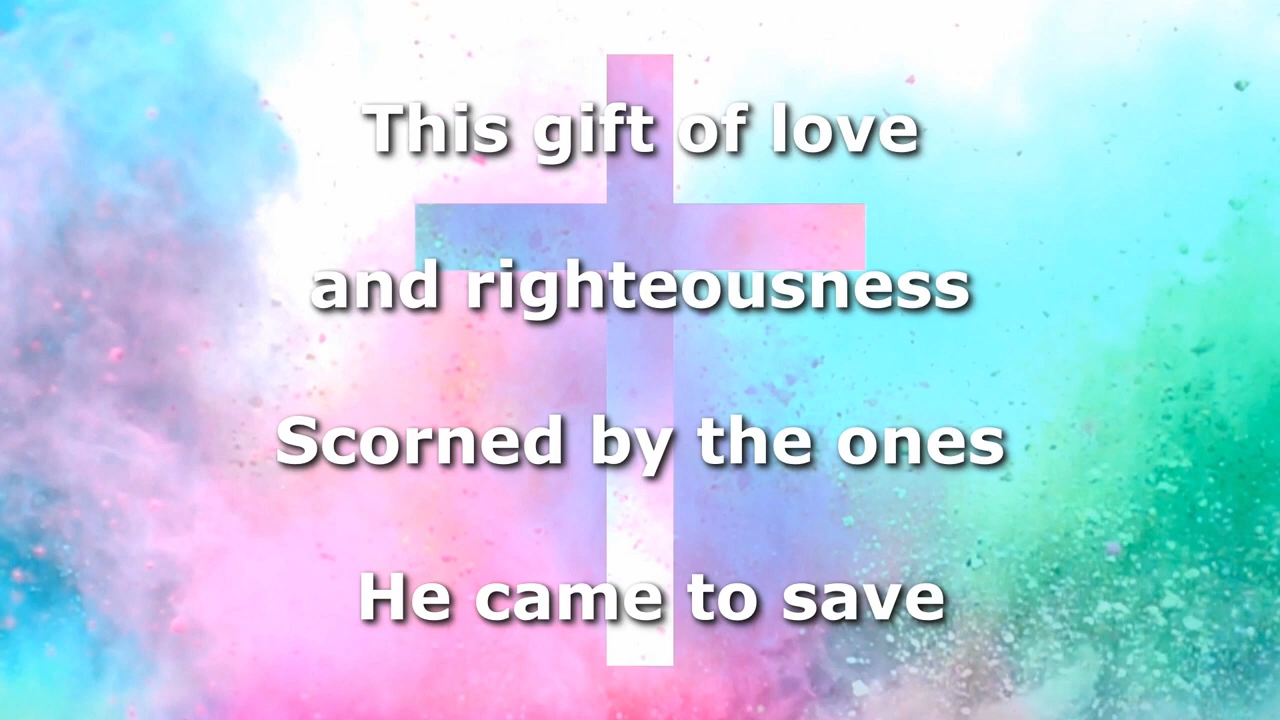 This gift of love
and righteousness
Scorned by the ones
He came to save